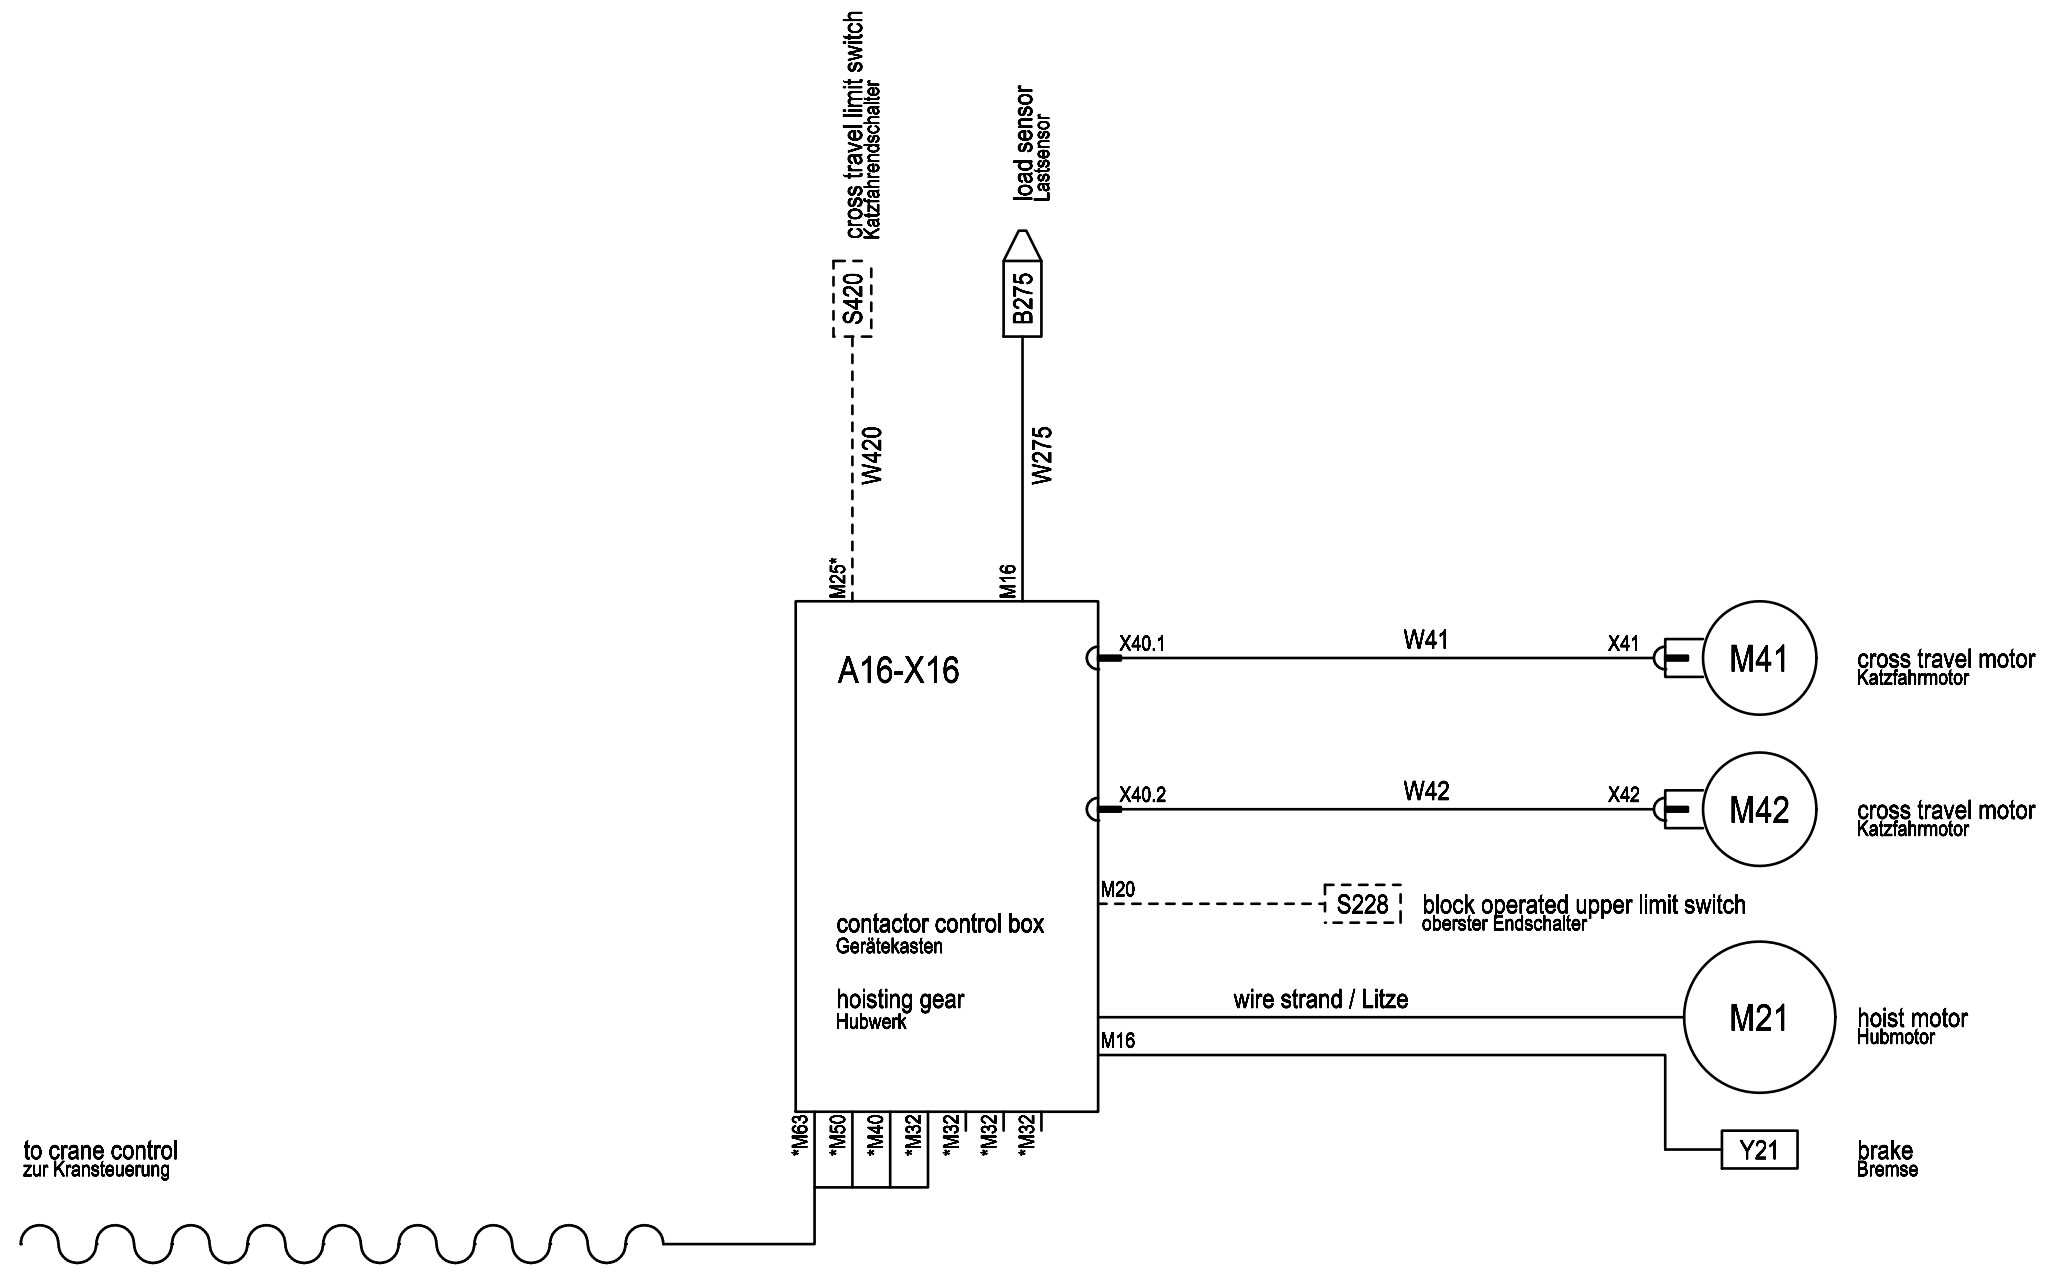 cross travel limit switch
Katzfahrendschalter
load sensor
Lastsensor
S420
B275
W420
W275
M25*
M16
A16-X16
X40.1
W41
X41
M41
cross travel motor
Katzfahrmotor
X40.2
W42
X42
M42
cross travel motor
Katzfahrmotor
M20
S228
block operated upper limit switch
oberster Endschalter
contactor control box
Gerätekasten
hoisting gear
Hubwerk
wire strand / Litze
M21
hoist motor
Hubmotor
M16
*M63
*M50
*M40
*M32
*M32
*M32
*M32
Y21
brake
Bremse
to crane control
zur Kransteuerung